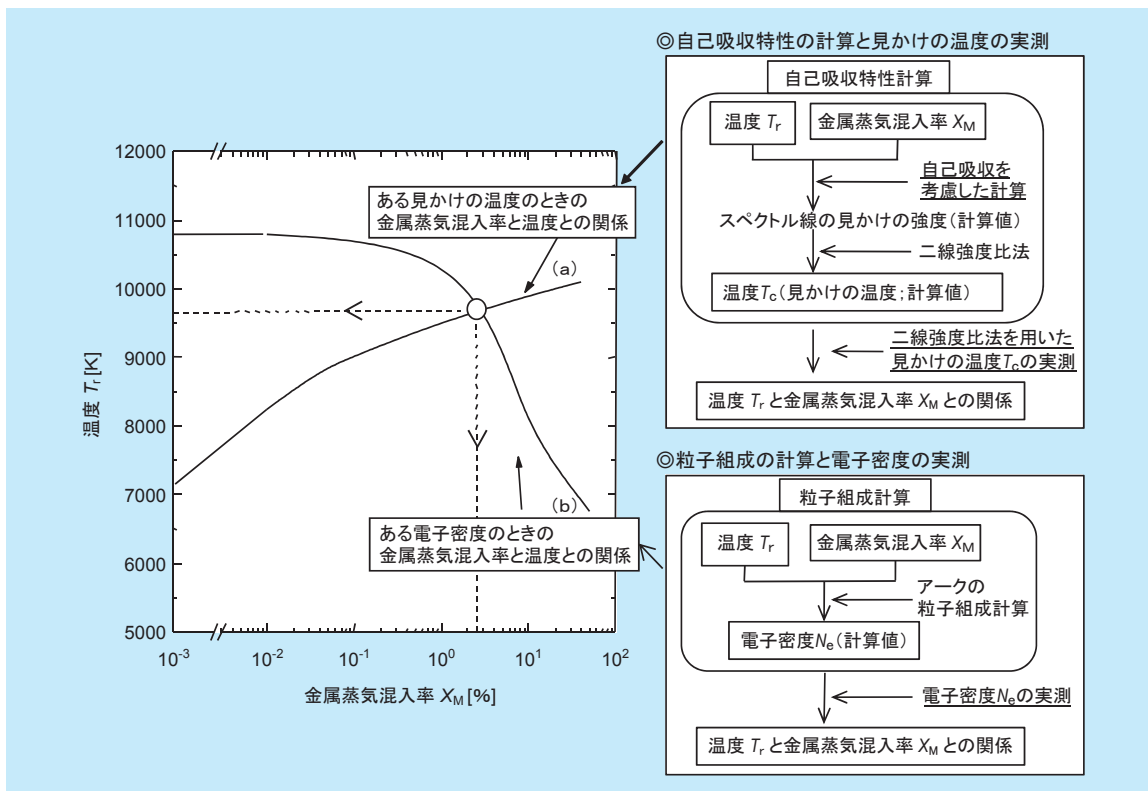 ◎自己吸収特性の計算と見かけの温度の実測
自己吸収特性計算
温度 Tr
金属蒸気混入率 XM
自己吸収を
考慮した計算
スペクトル線の見かけの強度(計算値)
二線強度比法
温度Tc(見かけの温度;計算値)
二線強度比法を用いた
見かけの温度Tcの実測
温度 Trと金属蒸気混入率 XMとの関係
◎粒子組成の計算と電子密度の実測
粒子組成計算
温度 Tr
金属蒸気混入率 XM
アークの
粒子組成計算
電子密度Ne(計算値)
電子密度Neの実測
温度 Trと金属蒸気混入率 XMとの関係
温度 Tr [K]
12000
11000
10000
9000
8000
7000
6000
5000
ある見かけの温度のときの
金属蒸気混入率と温度との関係
(a)
(b)
ある電子密度のときの
金属蒸気混入率と温度との関係
10-3 10-2 10-1 100 101 102
金属蒸気混入率 XM [%]